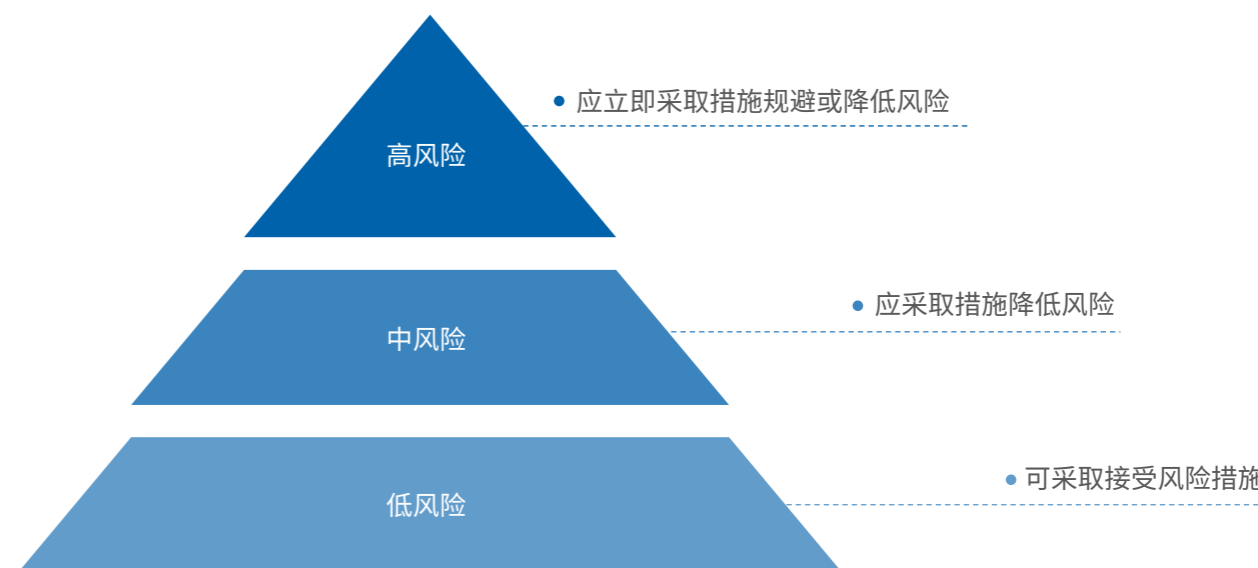 应立即采取措施规避或降低风险
高风险
应采取措施降低风险
中风险
可采取接受风险措施
低风险